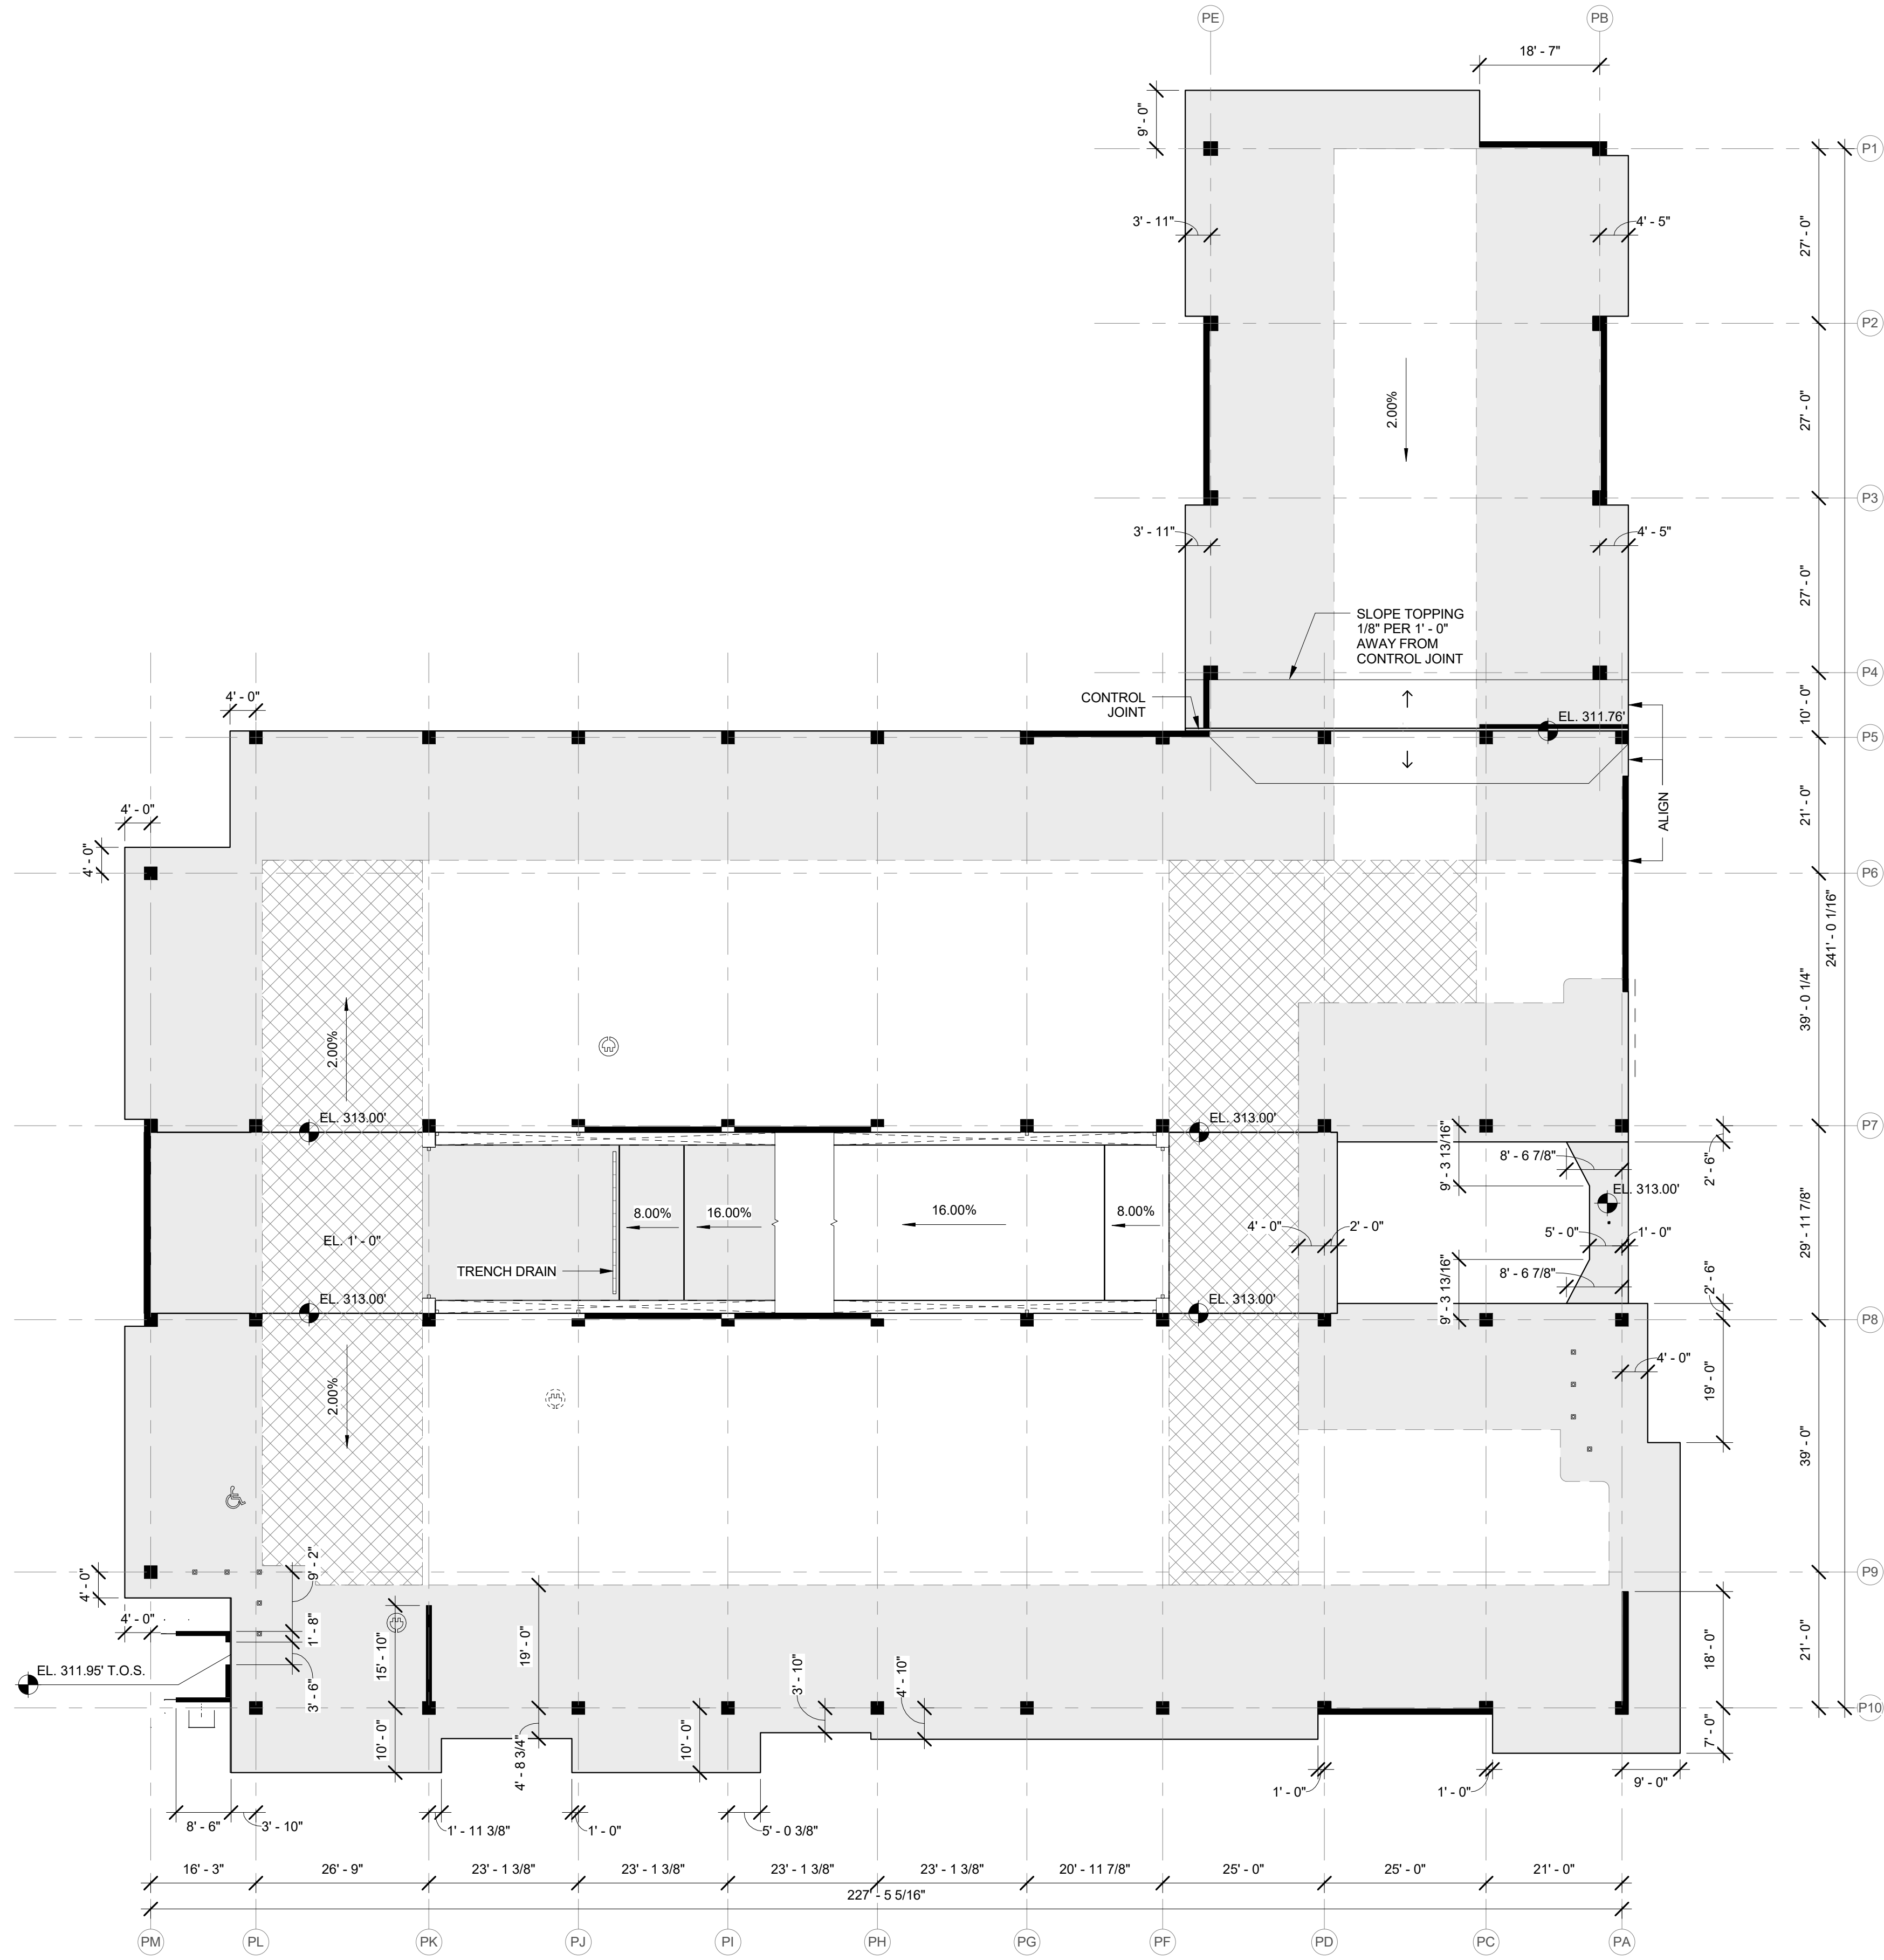 PE
PB
18' - 7"
9' - 0"
P1
3' - 11"
4' - 5"
27' - 0"
P2
2.00%
27' - 0"
P3
3' - 11"
4' - 5"
27' - 0"
SLOPE TOPPING
1/8" PER 1' - 0"
AWAY FROM
CONTROL JOINT
P4
4' - 0"
CONTROL
JOINT
10' - 0"
EL. 311.76'
P5
4' - 0"
ALIGN
21' - 0"
4' - 0"
P6
241' - 0 1/16"
39' - 0 1/4"
2.00%
EL. 313.00'
EL. 313.00'
P7
9' - 3 13/16"
8' - 6 7/8"
2' - 6"
EL. 313.00'
8.00%
16.00%
16.00%
8.00%
4' - 0"
2' - 0"
5' - 0"
1' - 0"
29' - 11 7/8"
EL. 1' - 0"
TRENCH DRAIN
8' - 6 7/8"
EL. 313.00'
EL. 313.00'
9' - 3 13/16"
2' - 6"
P8
4' - 0"
19' - 0"
2.00%
39' - 0"
9' - 2"
4' - 0"
P9
4' - 0"
1' - 8"
15' - 10"
19' - 0"
18' - 0"
21' - 0"
EL. 311.95' T.O.S.
3' - 6"
3' - 10"
4' - 10"
P10
10' - 0"
4' - 8 3/4"
10' - 0"
7' - 0"
1' - 0"
1' - 0"
9' - 0"
8' - 6"
3' - 10"
1' - 11 3/8"
1' - 0"
5' - 0 3/8"
16' - 3"
26' - 9"
23' - 1 3/8"
23' - 1 3/8"
23' - 1 3/8"
23' - 1 3/8"
20' - 11 7/8"
25' - 0"
25' - 0"
21' - 0"
227' - 5 5/16"
PM
PL
PK
PJ
PI
PH
PG
PF
PD
PC
PA